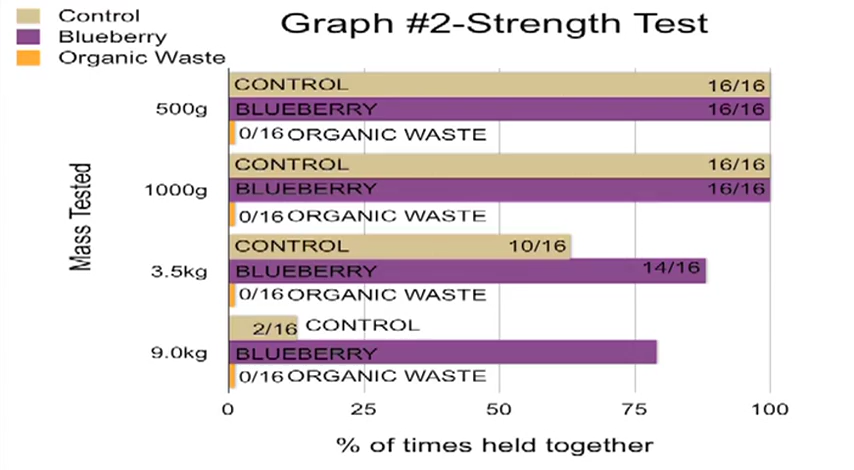 Control
Blueberry
Organic Waste
Graph #2-Strength Test
CONTROL 16/16
500g BLUEBERRY 16/16
0/16 ORGANIC WASTE
CONTROL 16/16
1000g BLUEBERRY 16/16
0/16 ORGANIC WASTE
Mass Tested
CONTROL 10/16
3.5kg BLUEBERRY 14/16
0/16 ORGANIC WASTE
2/16 CONTROL
9.0kg BLUEBERRY
0/16 ORGANIC WASTE
0 25 50 75 100
% of times held together